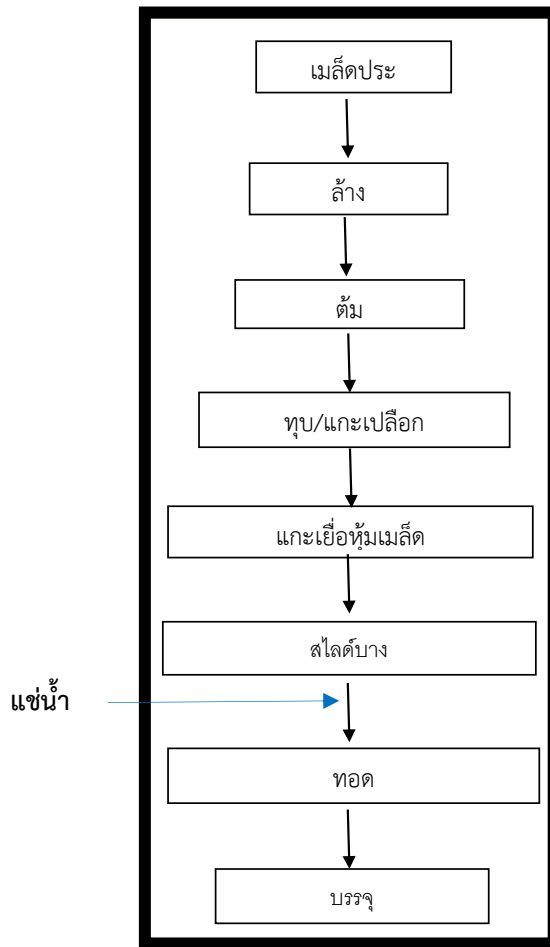 เมล็ดประ
ล้าง
ต้ม
ทุบ/แกะเปลือก
แกะเยื่อหุ้มเมล็ด
สไลด์บาง
แช่น้ำ
ทอด
บรรจุ